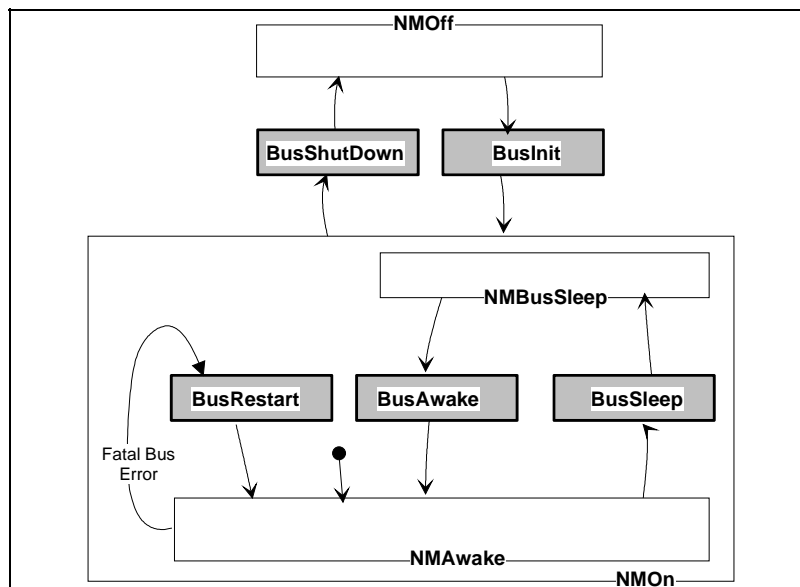 NMOff
BusShutDown
BusInit
NMBusSleep
BusRestart
BusAwake
BusSleep
Fatal Bus
Error
NMAwake
NMOn